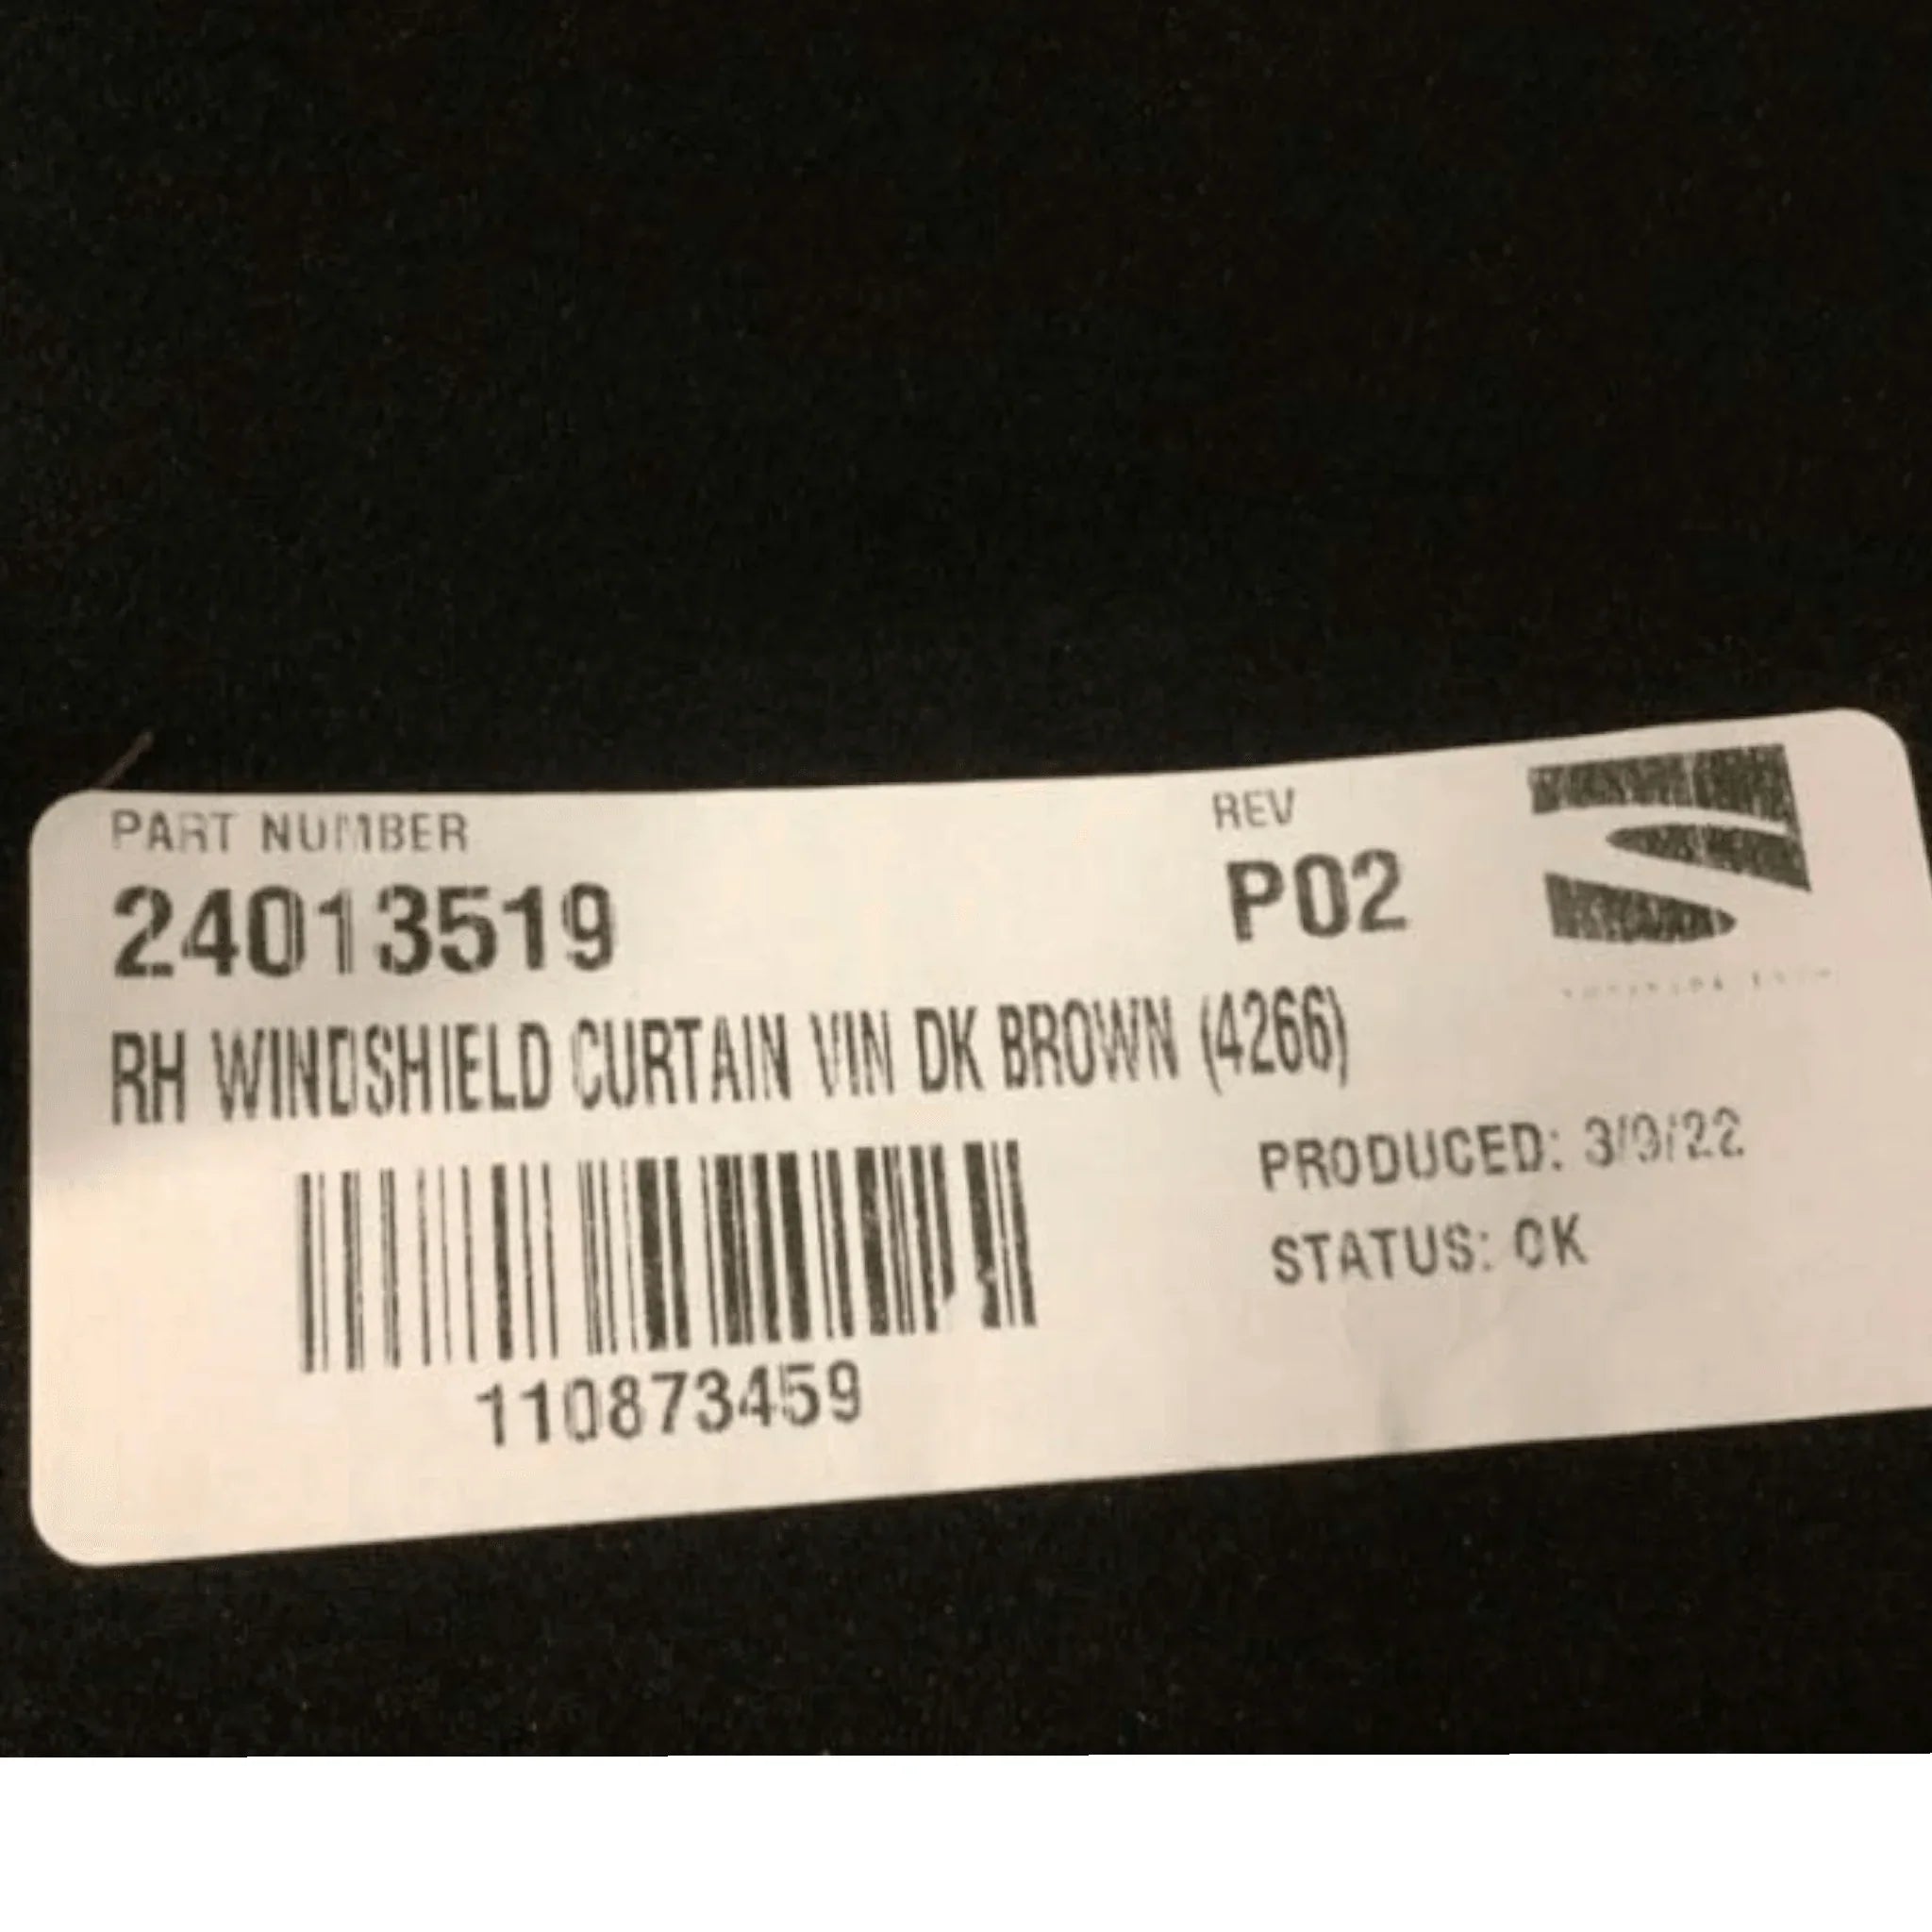 PART NUMBER
REV
24013519
P02
RH WINDSHIELD CURTAIN VIN DK BROWN (4266)
PRODUCED: 3/9/22
STATUS: OK
110873459